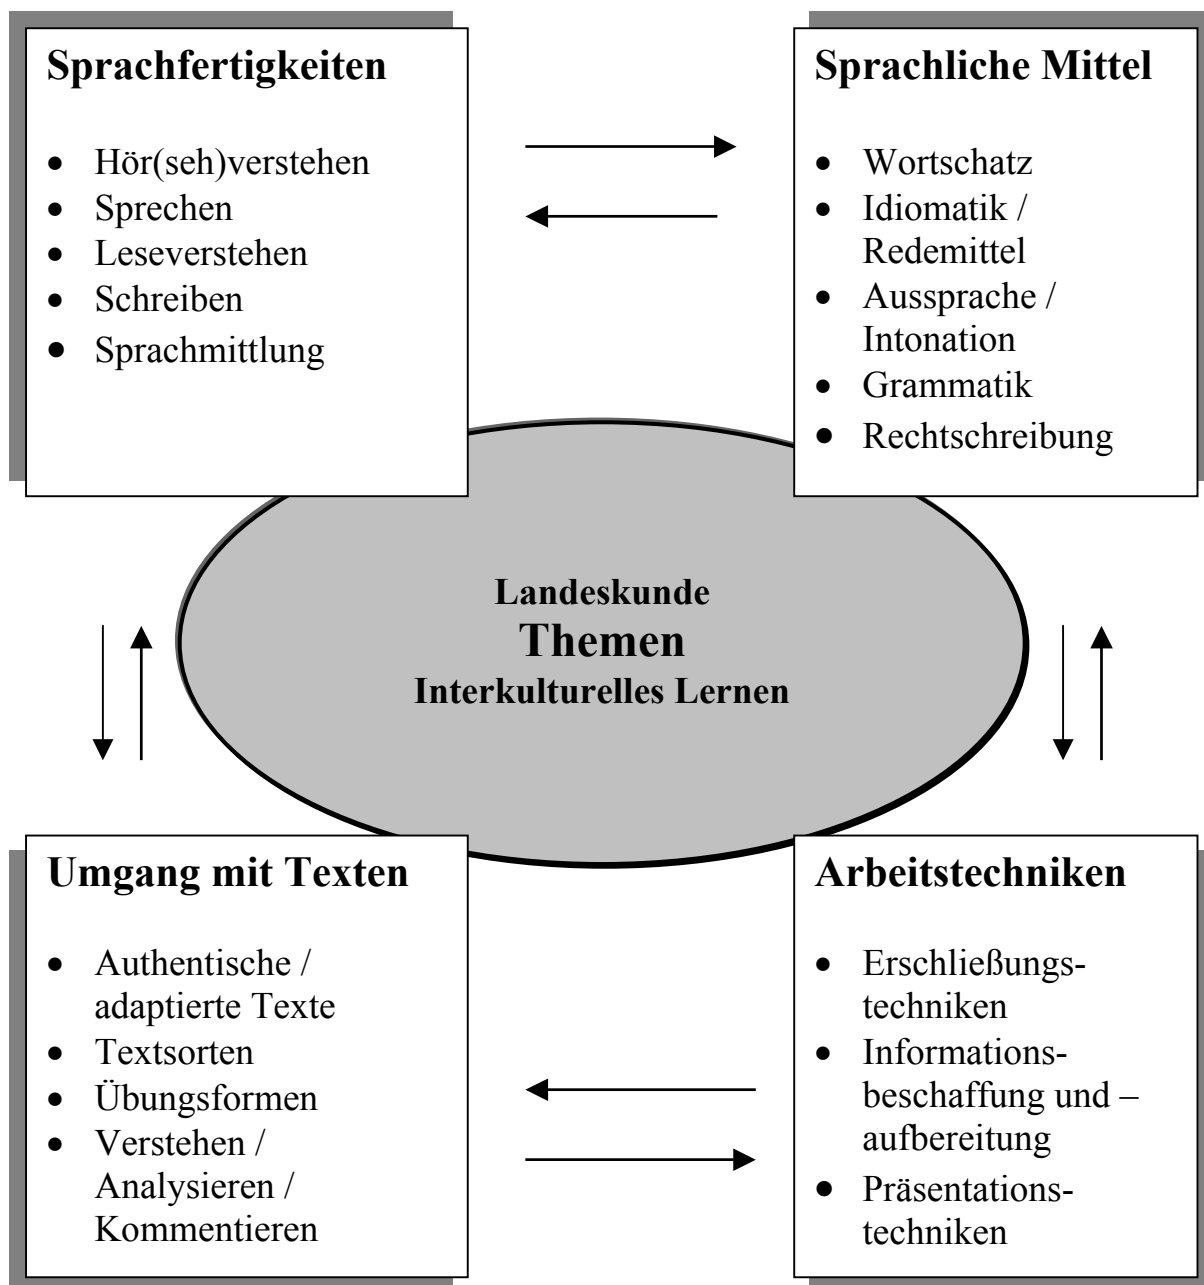 Sprachfertigkeiten
• Hör(seh)verstehen
• Sprechen
• Leseverstehen
• Schreiben
• Sprachmittlung
Sprachliche Mittel
• Wortschatz
• Idiomatik /
Redemittel
• Aussprache /
Intonation
• Grammatik
• Rechtschreibung
Landeskunde
Themen
Interkulturelles Lernen
Umgang mit Texten
• Authentische /
adaptierte Texte
• Textsorten
• Übungsformen
• Verstehen /
Analysieren /
Kommentieren
Arbeitstechniken
• Erschließungs-
techniken
• Informations-
beschaffung und –
aufbereitung
• Präsentations-
techniken